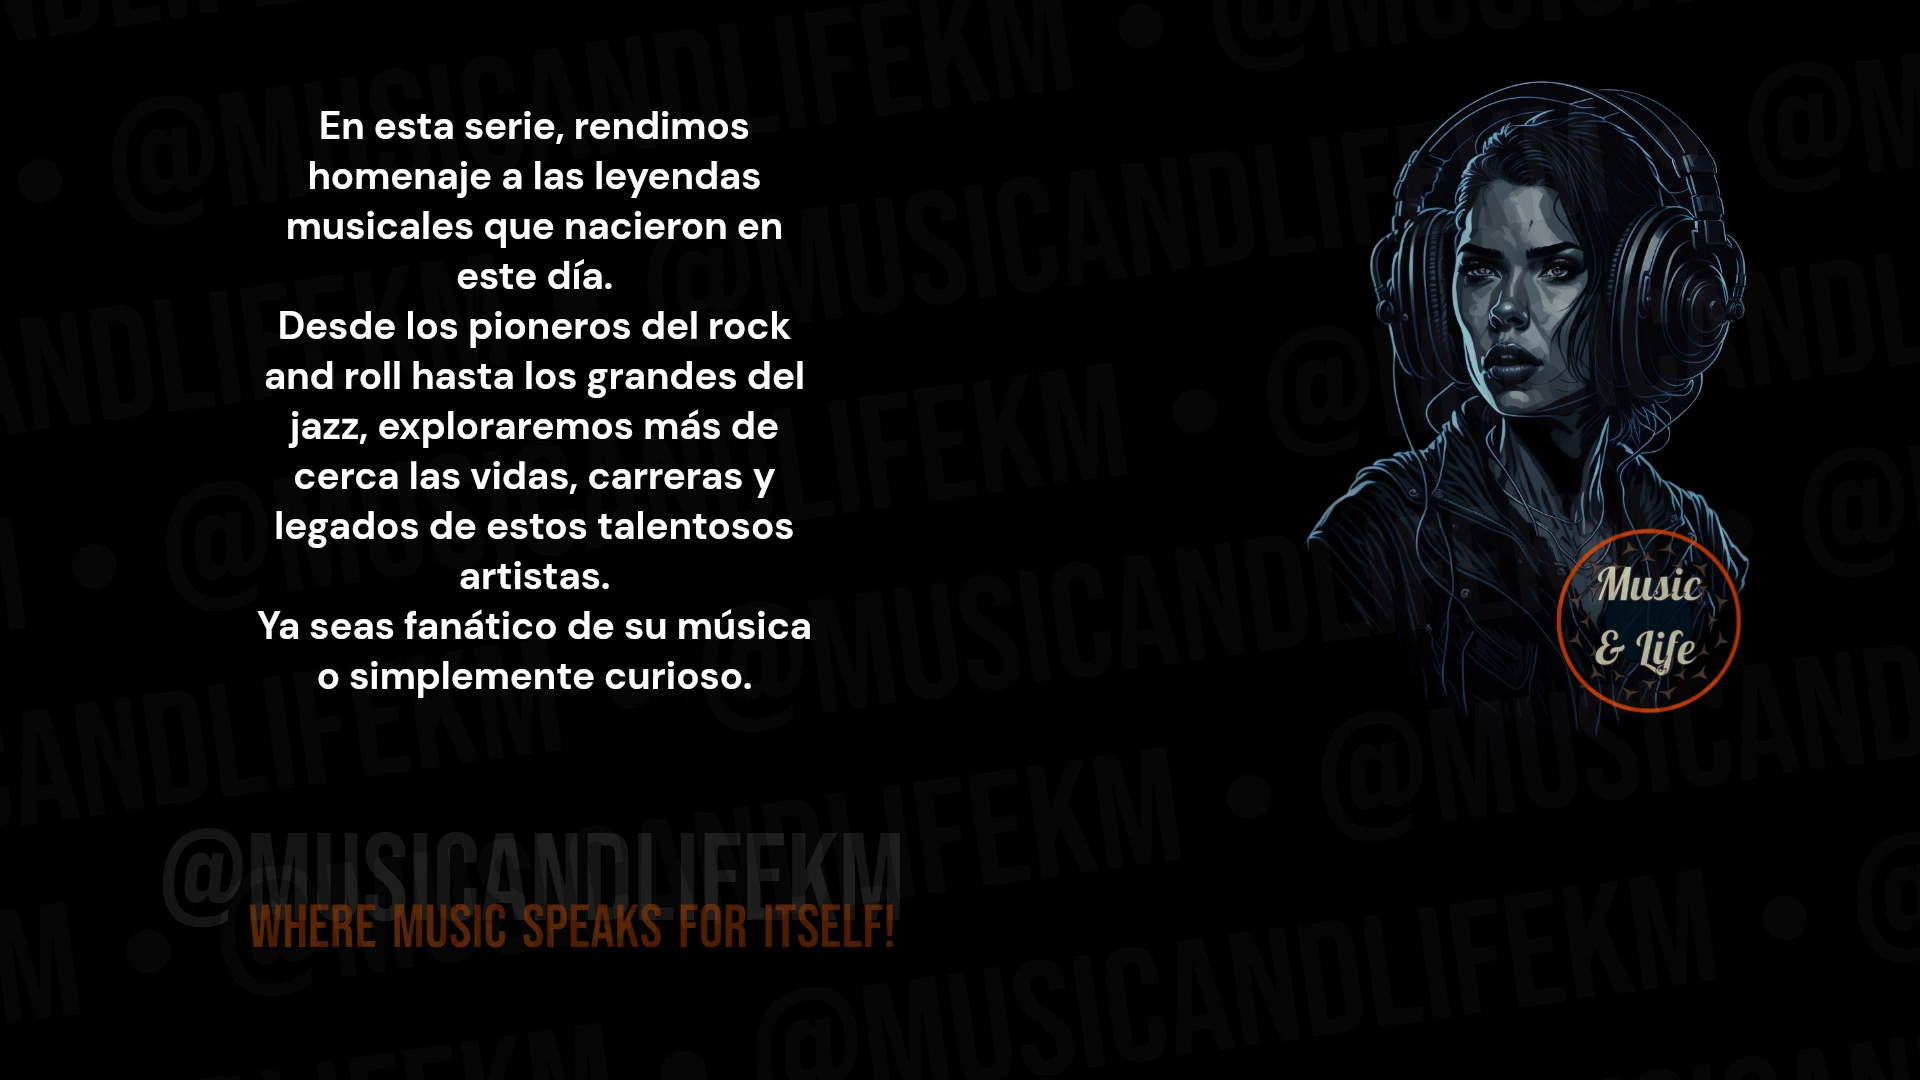 En esta serie, rendimos
homenaje a las leyendas
musicales que nacieron en
este día.
Desde los pioneros del rock
and roll hasta los grandes del
jazz, exploraremos más de
cerca las vidas, carreras y
legados de estos talentosos
artistas.
Ya seas fanático de su música
o simplemente curioso.
Music
& Life
@MUSICANDLIFEKM
WHERE MUSIC SPEAKS FOR ITSELF!